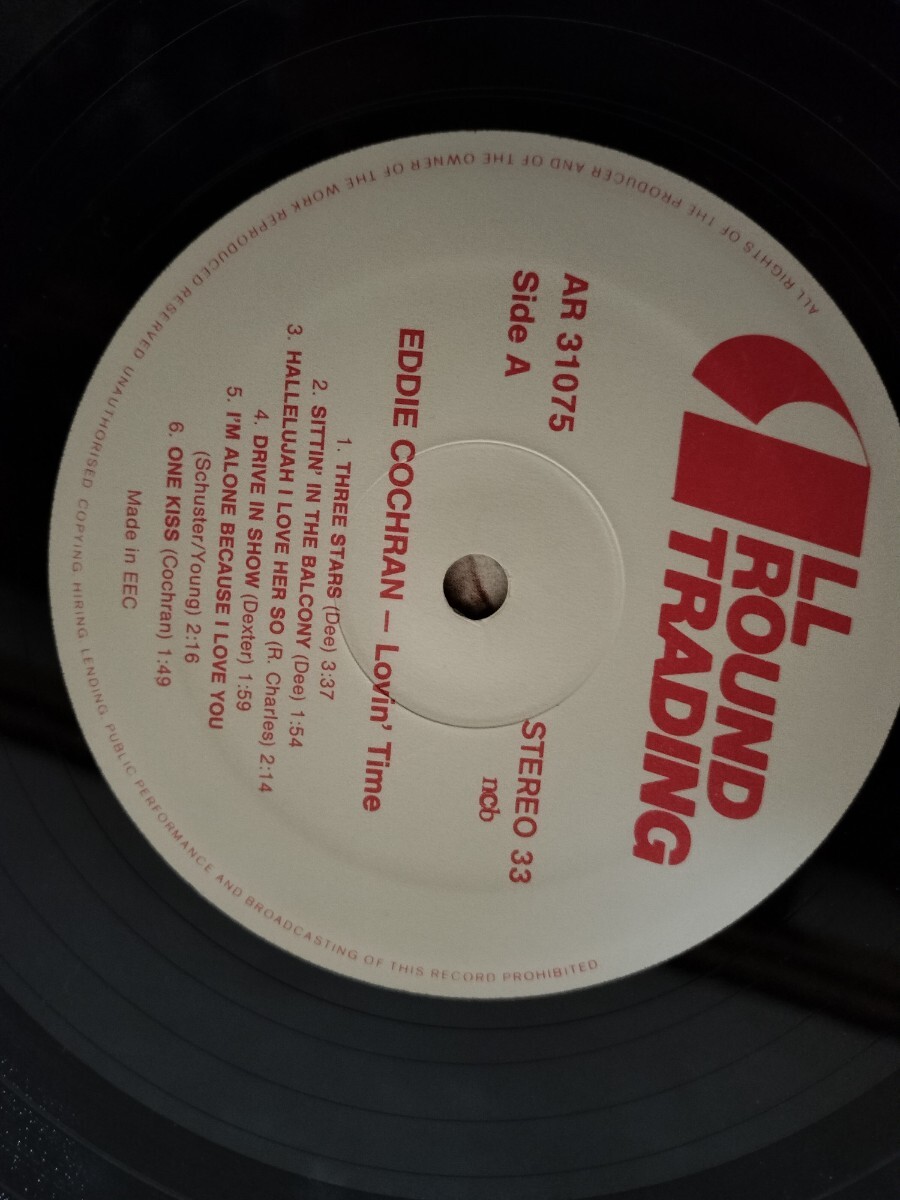 LL
ROUND
TRADING
AR 31075
Side A
STEREO 33
ncb
EDDIE COCHRAN — Lovin' Time
1. THREE STARS (Dee) 3:37
2. SITTIN' IN THE BALCONY (Dee) 1:54
3. HALLELUJAH I LOVE HER SO (R. Charles) 2:14
4. DRIVE IN SHOW (Dexter) 1:59
5. I'M ALONE BECAUSE I LOVE YOU
(Schuster/Young) 2:16
6. ONE KISS (Cochran) 1:49
Made in EEC
ALL RIGHTS OF THE PRODUCER AND OF THE OWNER OF THE WORK REPRODUCED RESERVED UNAUTHORISED COPYING HIRING LENDING PUBLIC PERFORMANCE AND BROADCASTING OF THIS RECORD PROHIBITED